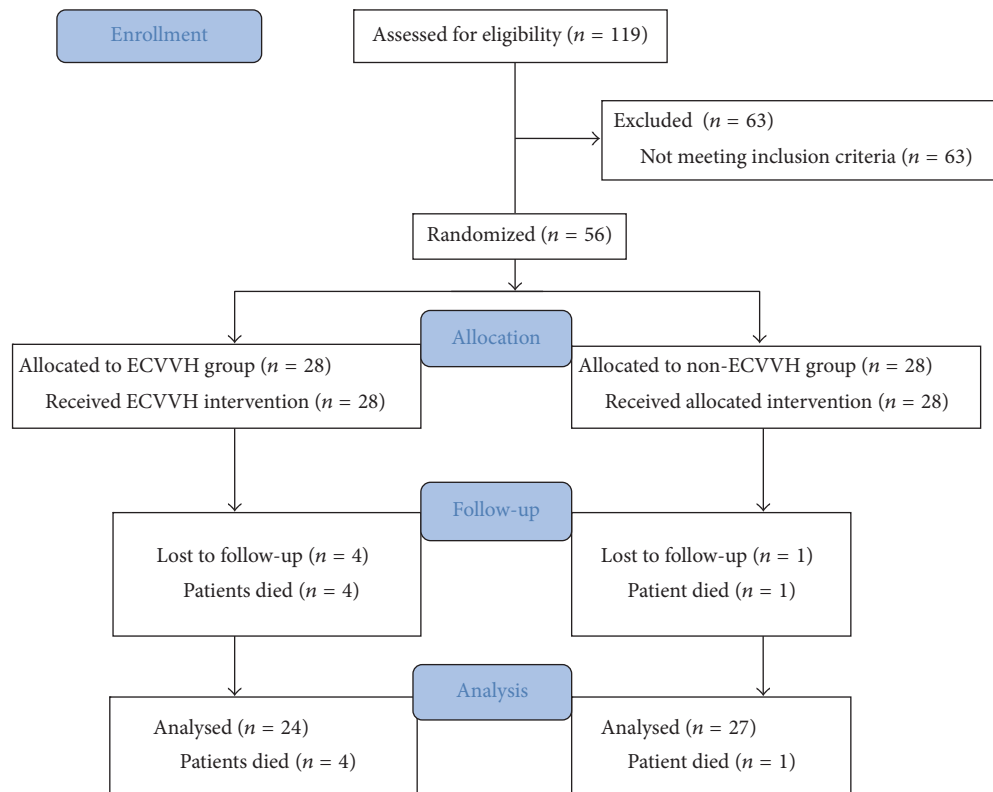 Enrollment
Assessed for eligibility (n = 119)
Excluded (n = 63)
Not meeting inclusion criteria (n = 63)
Randomized (n = 56)
Allocation
Allocated to ECVVH group (n = 28)
Received ECVVH intervention (n = 28)
Allocated to non-ECVVH group (n = 28)
Received allocated intervention (n = 28)
Follow-up
Lost to follow-up (n = 4)
Patients died (n = 4)
Lost to follow-up (n = 1)
Patient died (n = 1)
Analysis
Analysed (n = 24)
Patients died (n = 4)
Analysed (n = 27)
Patient died (n = 1)